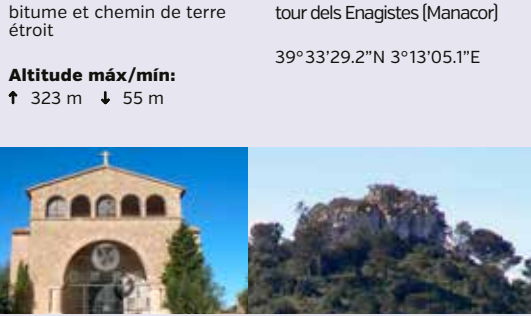 bitume et chemin de terre
étroit
Altitude máx/mín:
↑ 323 m ↓ 55 m
tour dels Enagistes (Manacor)
39°33’29.2”N 3°13’05.1”E